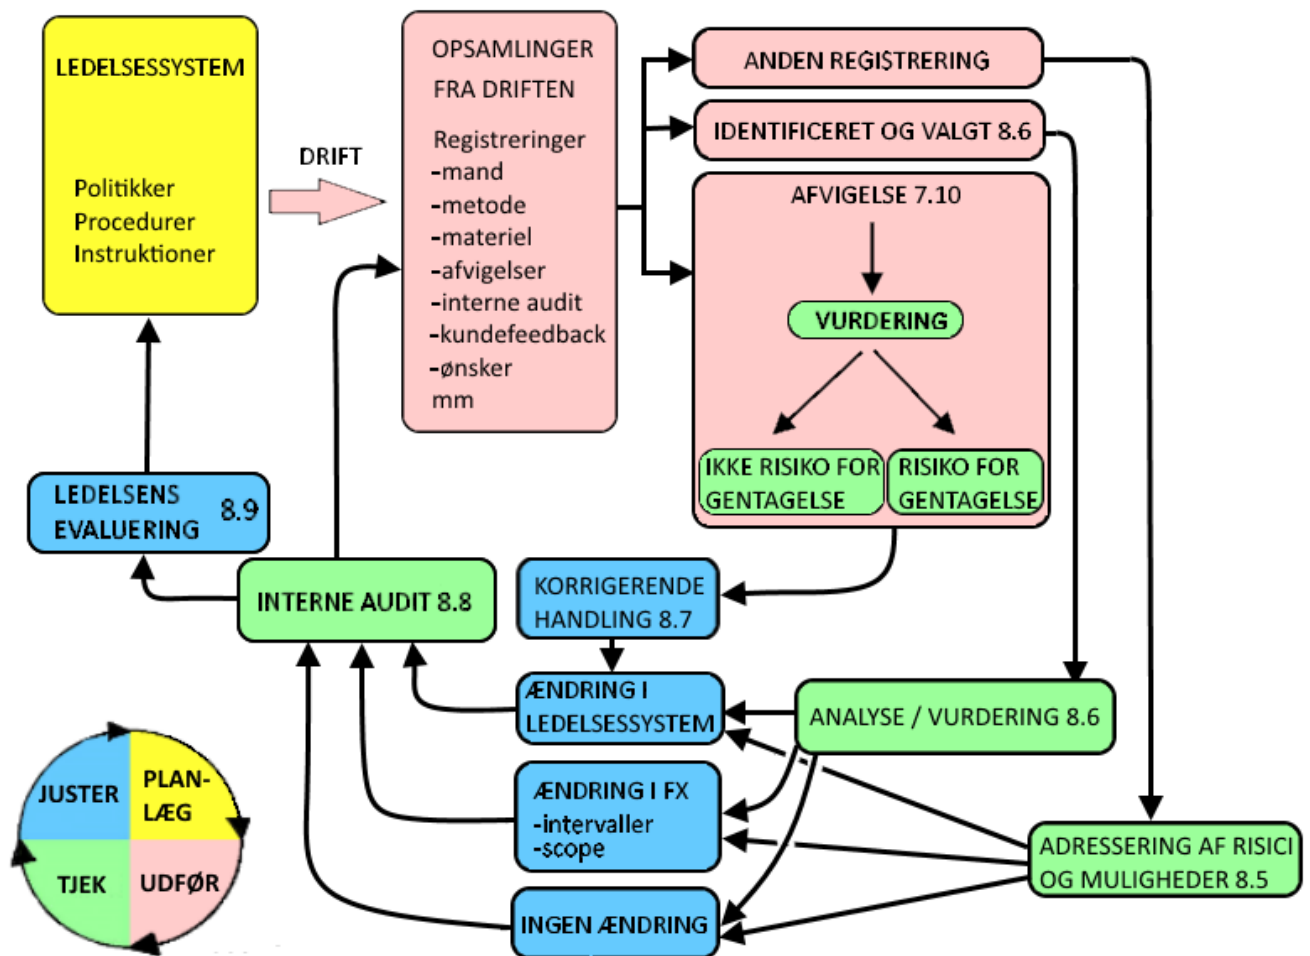 LEDELSESSYSTEM
Politikker
Procedurer
Instruktioner
DRIFT
OPSAMLINGER
FRA DRIFTEN
Registreringer
-mand
-metode
-materiel
-afvigelser
-interne audit
-kundefeedback
-ønsker
mm
ANDEN REGISTRERING
IDENTIFICERET OG VALGT 8.6
AFVIGELSE 7.10
VURDERING
IKKE RISIKO FOR
GENTAGELSE
RISIKO FOR
GENTAGELSE
LEDELSENS
EVALUERING 8.9
INTERNE AUDIT 8.8
KORRIGERENDE
HANDLING 8.7
ÆNDRING I
LEDELSESSYSTEM
ANALYSE / VURDERING 8.6
ÆNDRING I FX
-intervaller
-scope
ADRESSERING AF RISICI
OG MULIGHEDER 8.5
INGEN ÆNDRING
JUSTER
PLAN-
LÆG
TJEK
UDFØR